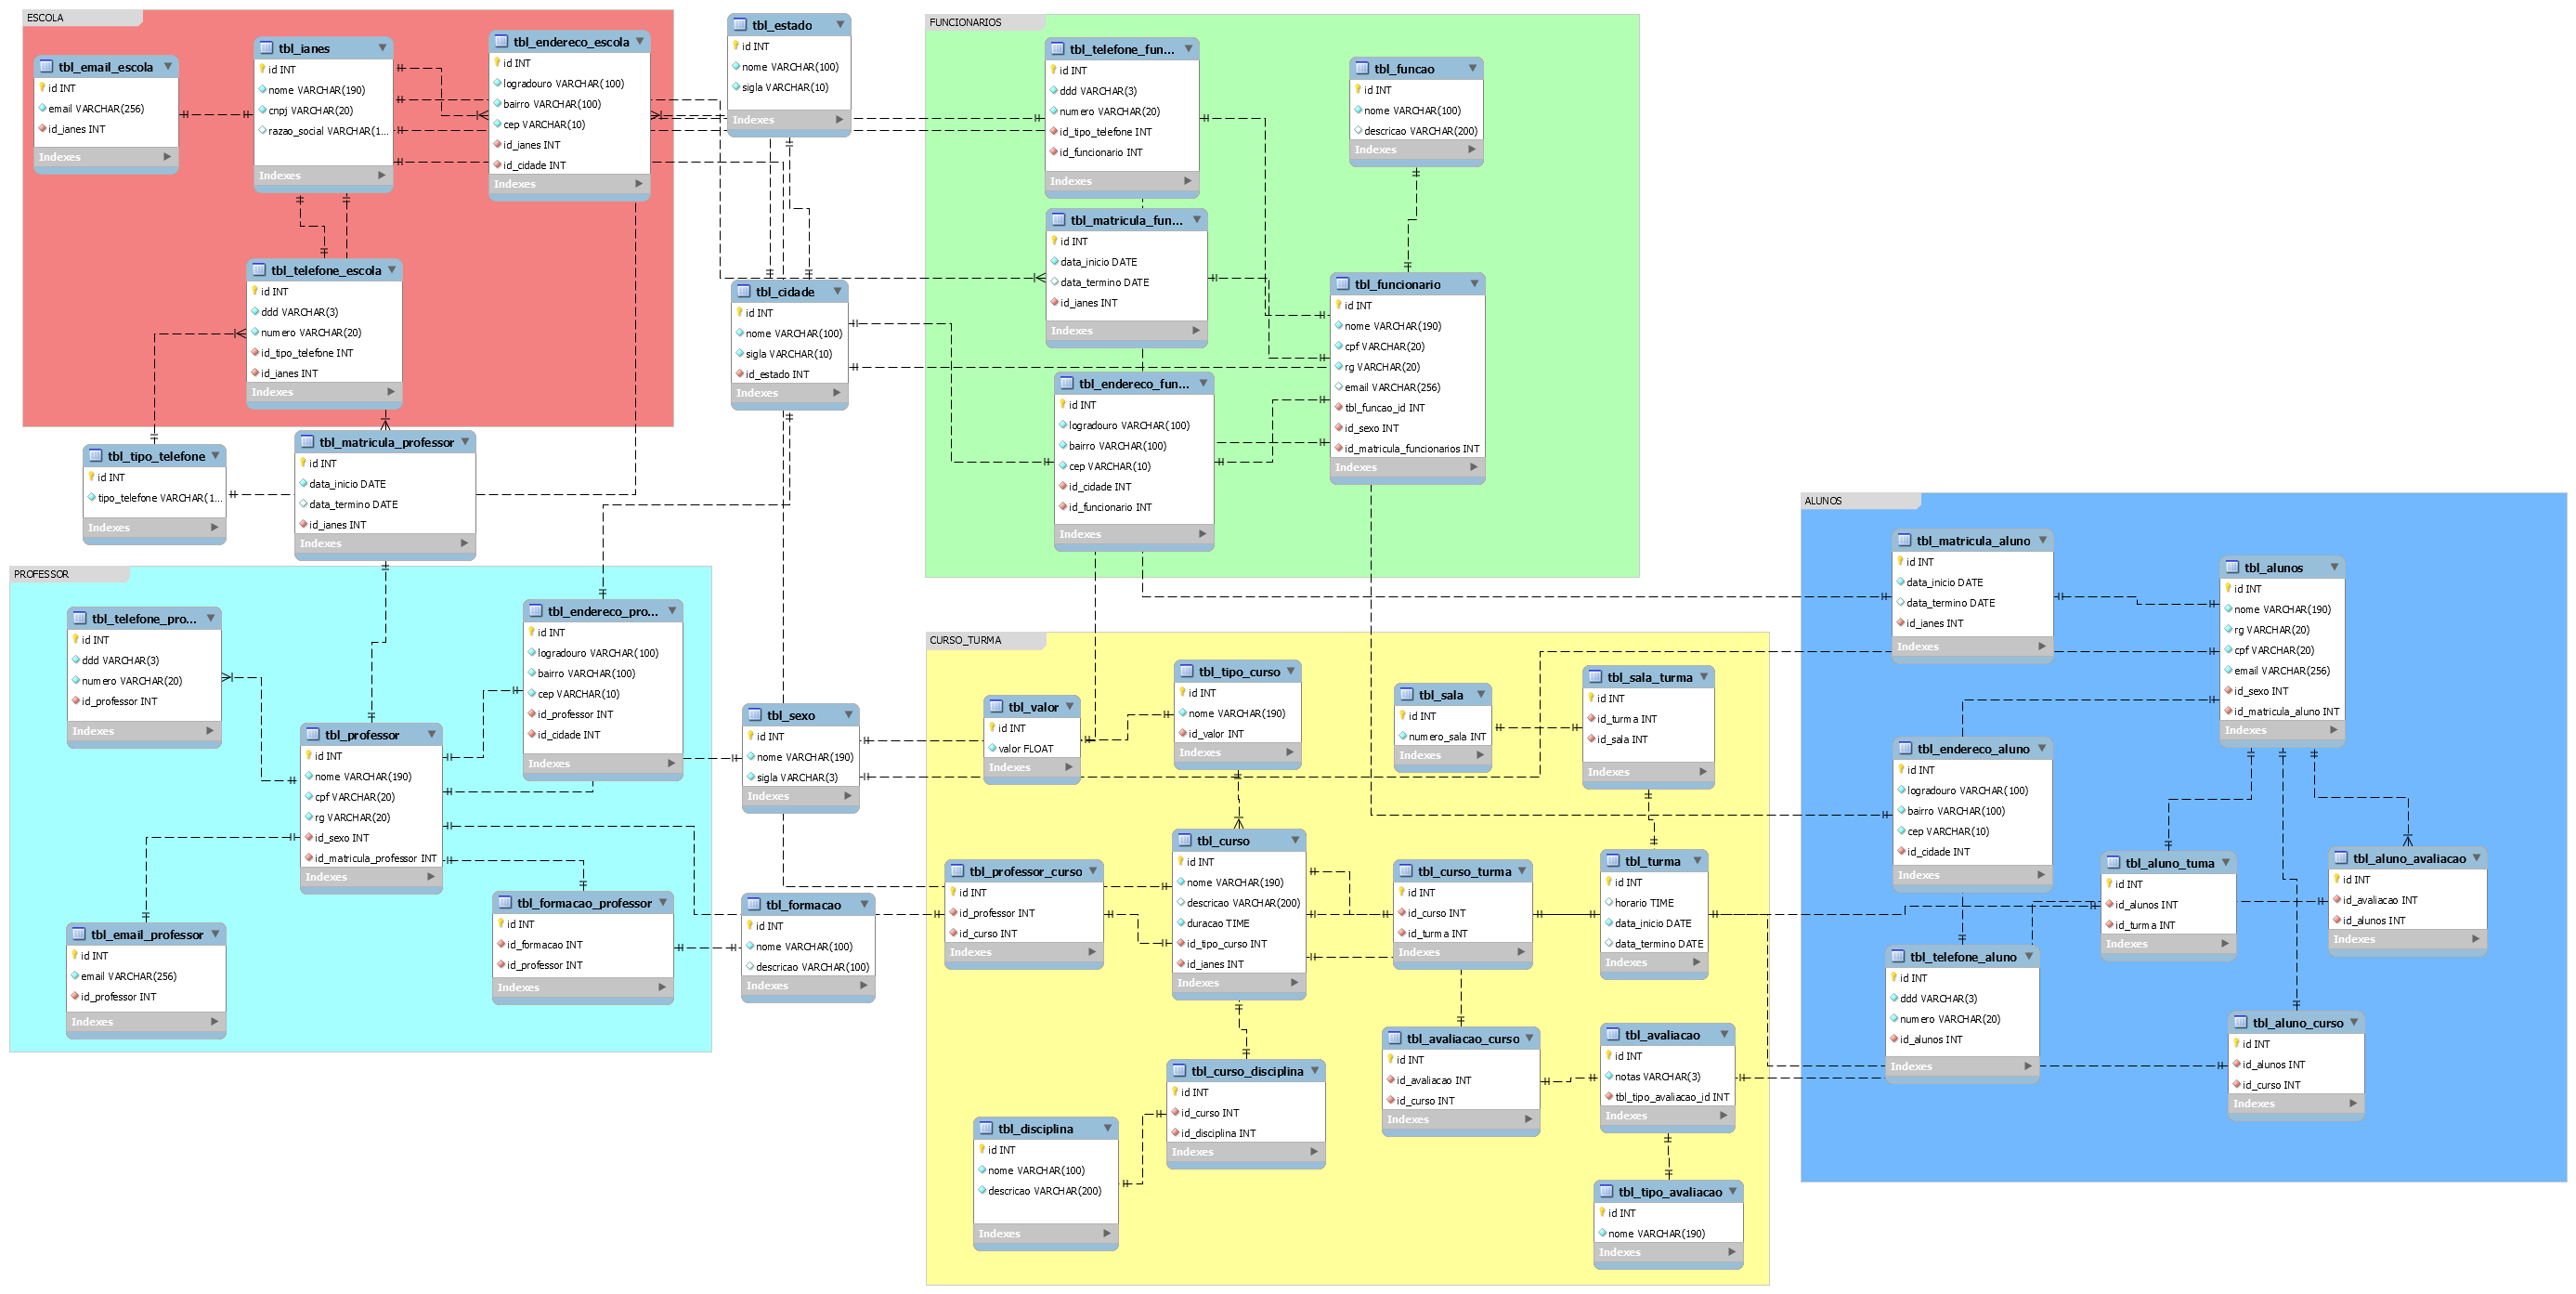 ESCOLA
tbl_email_escola
id INT
email VARCHAR(256)
id_ianes INT
Indexes
tbl_ianes
id INT
nome VARCHAR(190)
cnpj VARCHAR(20)
razao_social VARCHAR(1...
Indexes
tbl_endereco_escola
id INT
logradouro VARCHAR(100)
bairro VARCHAR(100)
cep VARCHAR(10)
id_ianes INT
id_cidade INT
Indexes
tbl_telefone_escola
id INT
ddd VARCHAR(3)
numero VARCHAR(20)
id_tipo_telefone INT
id_ianes INT
Indexes
tbl_estado
id INT
nome VARCHAR(100)
sigla VARCHAR(10)
Indexes
tbl_cidade
id INT
nome VARCHAR(100)
sigla VARCHAR(10)
id_estado INT
Indexes
FUNCIONARIOS
tbl_telefone_fun...
id INT
ddd VARCHAR(3)
numero VARCHAR(20)
id_tipo_telefone INT
id_funcionario INT
Indexes
tbl_funcao
id INT
nome VARCHAR(100)
descricao VARCHAR(200)
Indexes
tbl_matricula_fun...
id INT
data_inicio DATE
data_termino DATE
id_ianes INT
Indexes
tbl_funcionario
id INT
nome VARCHAR(190)
cpf VARCHAR(20)
rg VARCHAR(20)
email VARCHAR(256)
tbl_funcao_id INT
id_sexo INT
id_matricula_funcionarios INT
Indexes
tbl_endereco_fun...
id INT
logradouro VARCHAR(100)
bairro VARCHAR(100)
cep VARCHAR(10)
id_cidade INT
id_funcionario INT
Indexes
tbl_tipo_telefone
id INT
tipo_telefone VARCHAR(1...
Indexes
tbl_matricula_professor
id INT
data_inicio DATE
data_termino DATE
id_ianes INT
Indexes
PROFESSOR
tbl_telefone_pro...
id INT
ddd VARCHAR(3)
numero VARCHAR(20)
id_professor INT
Indexes
tbl_endereco_pro...
id INT
logradouro VARCHAR(100)
bairro VARCHAR(100)
cep VARCHAR(10)
id_professor INT
id_cidade INT
Indexes
tbl_professor
id INT
nome VARCHAR(190)
cpf VARCHAR(20)
rg VARCHAR(20)
id_sexo INT
id_matricula_professor INT
Indexes
tbl_email_professor
id INT
email VARCHAR(256)
id_professor INT
Indexes
tbl_formacao_professor
id INT
id_formacao INT
id_professor INT
Indexes
tbl_sexo
id INT
nome VARCHAR(190)
sigla VARCHAR(3)
Indexes
tbl_formacao
id INT
nome VARCHAR(100)
descricao VARCHAR(100)
Indexes
CURSO_TURMA
tbl_valor
id INT
valor FLOAT
Indexes
tbl_tipo_curso
id INT
nome VARCHAR(190)
id_valor INT
Indexes
tbl_sala
id INT
numero_sala INT
Indexes
tbl_sala_turma
id INT
id_turma INT
id_sala INT
Indexes
tbl_professor_curso
id INT
id_professor INT
id_curso INT
Indexes
tbl_curso
id INT
nome VARCHAR(190)
descricao VARCHAR(200)
duracao TIME
id_tipo_curso INT
id_ianes INT
Indexes
tbl_curso_turma
id INT
id_curso INT
id_turma INT
Indexes
tbl_turma
id INT
horario TIME
data_inicio DATE
data_termino DATE
Indexes
tbl_curso_disciplina
id INT
id_curso INT
id_disciplina INT
Indexes
tbl_avaliacao_curso
id INT
id_avaliacao INT
id_curso INT
Indexes
tbl_avaliacao
id INT
notas VARCHAR(3)
tbl_tipo_avaliacao_id INT
Indexes
tbl_disciplina
id INT
nome VARCHAR(100)
descricao VARCHAR(200)
Indexes
tbl_tipo_avaliacao
id INT
nome VARCHAR(190)
Indexes
ALUNOS
tbl_matricula_aluno
id INT
data_inicio DATE
data_termino DATE
id_ianes INT
Indexes
tbl_alunos
id INT
nome VARCHAR(190)
rg VARCHAR(20)
cpf VARCHAR(20)
email VARCHAR(256)
id_sexo INT
id_matricula_aluno INT
Indexes
tbl_endereco_aluno
id INT
logradouro VARCHAR(100)
bairro VARCHAR(100)
cep VARCHAR(10)
id_cidade INT
Indexes
tbl_aluno_tuma
id INT
id_alunos INT
id_turma INT
Indexes
tbl_aluno_avaliacao
id INT
id_avaliacao INT
id_alunos INT
Indexes
tbl_telefone_aluno
id INT
ddd VARCHAR(3)
numero VARCHAR(20)
id_alunos INT
Indexes
tbl_aluno_curso
id INT
id_alunos INT
id_curso INT
Indexes